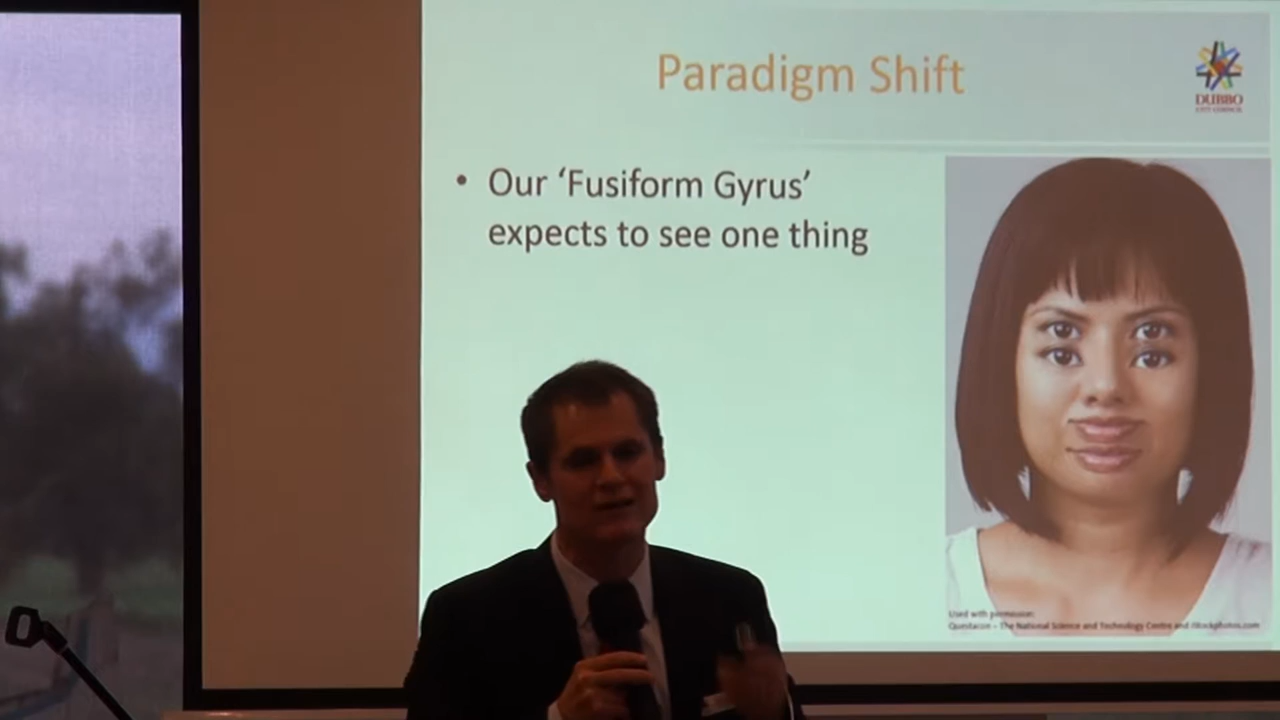 Paradigm Shift
DUBBO
CITY COUNCIL
• Our ‘Fusiform Gyrus’
expects to see one thing
Used with permission:
Questacon – The National Science and Technology Centre and iStockphotos.com